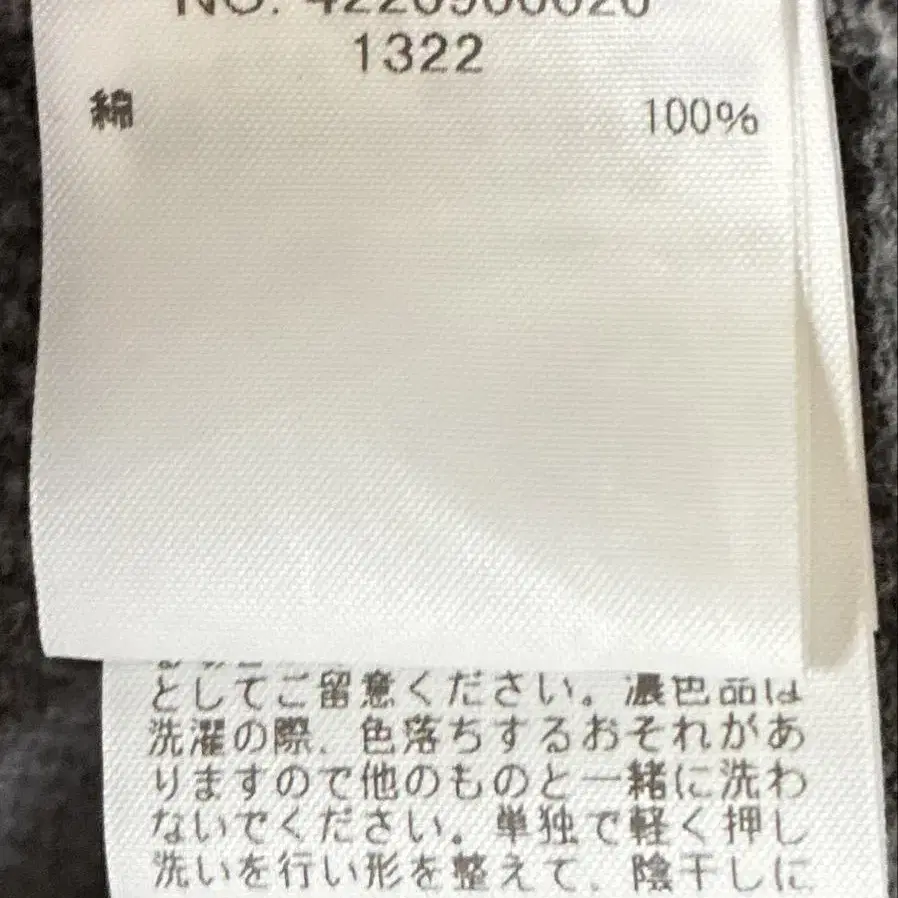 NO. 4220900020
1322
綿 100%
としてご留意ください。濃色品は
洗濯の際、色落ちするおそれがあ
りますので他のものと一緒に洗わ
ないでください。単独で軽く押し
洗いを行い形を整えて、陰干しに